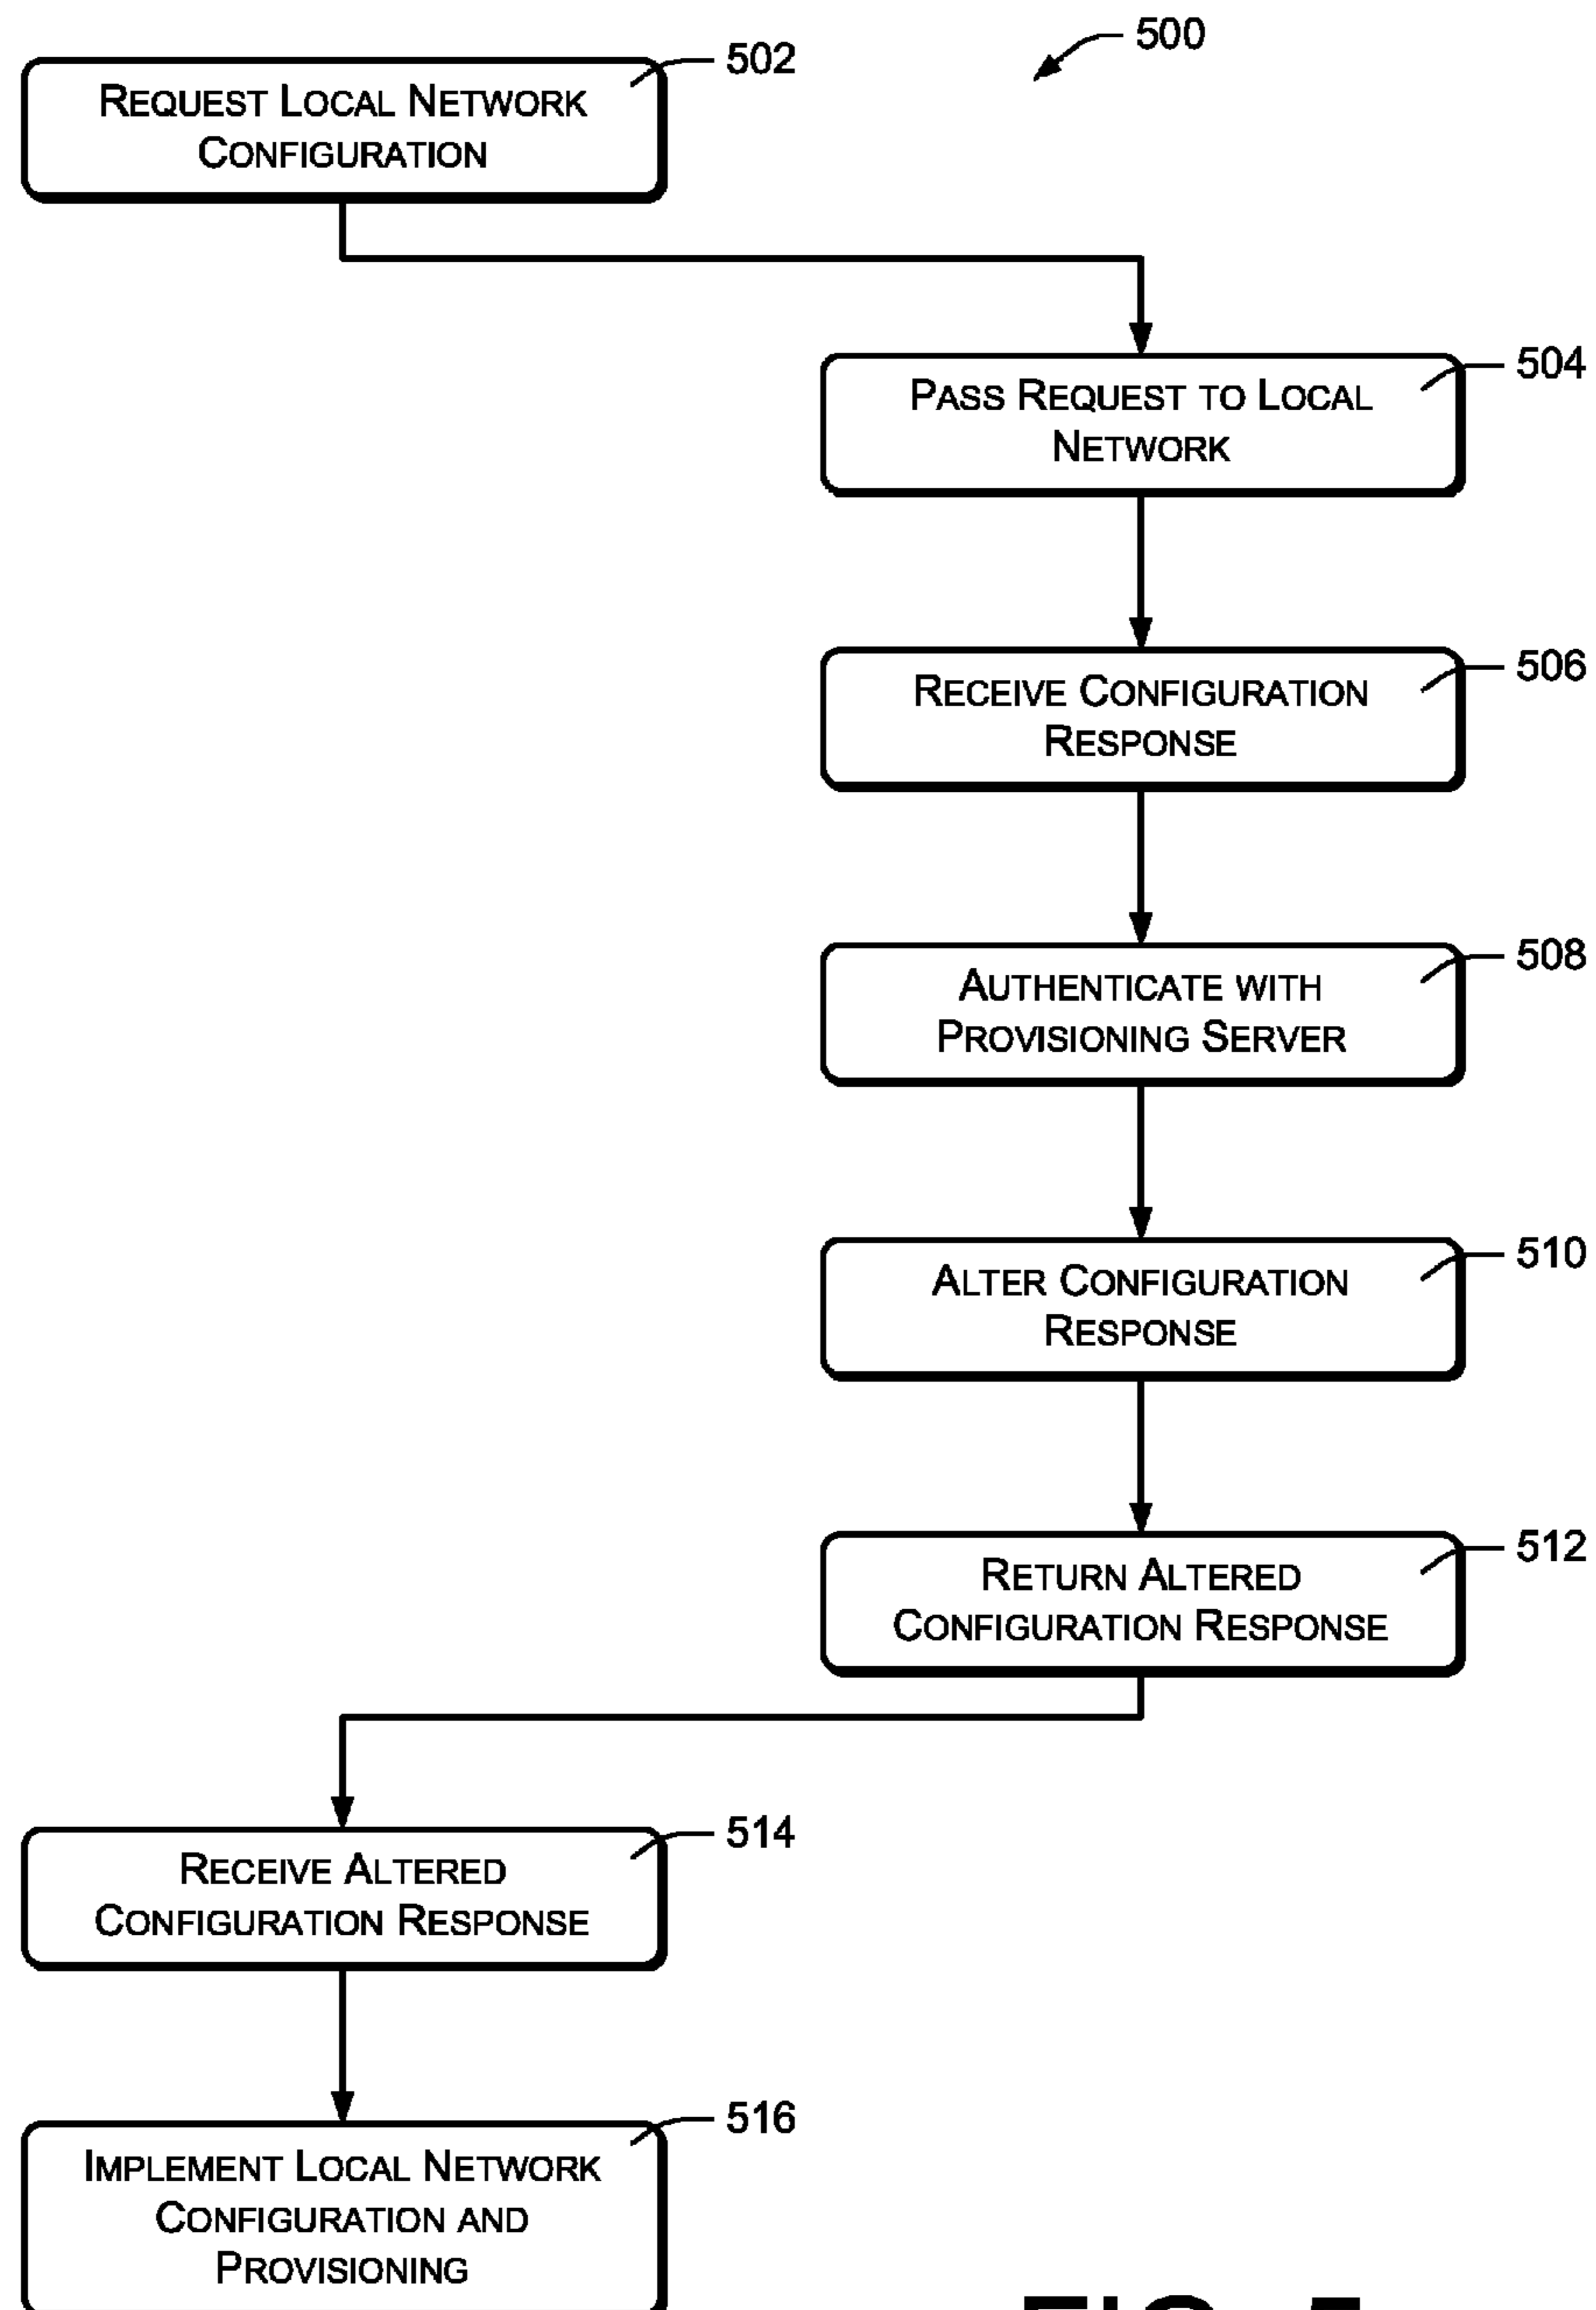 500
502
REQUEST LOCAL NETWORK
CONFIGURATION
504
PASS REQUEST TO LOCAL
NETWORK
506
RECEIVE CONFIGURATION
RESPONSE
508
AUTHENTICATE WITH
PROVISIONING SERVER
510
ALTER CONFIGURATION
RESPONSE
512
RETURN ALTERED
CONFIGURATION RESPONSE
514
RECEIVE ALTERED
CONFIGURATION RESPONSE
516
IMPLEMENT LOCAL NETWORK
CONFIGURATION AND
PROVISIONING